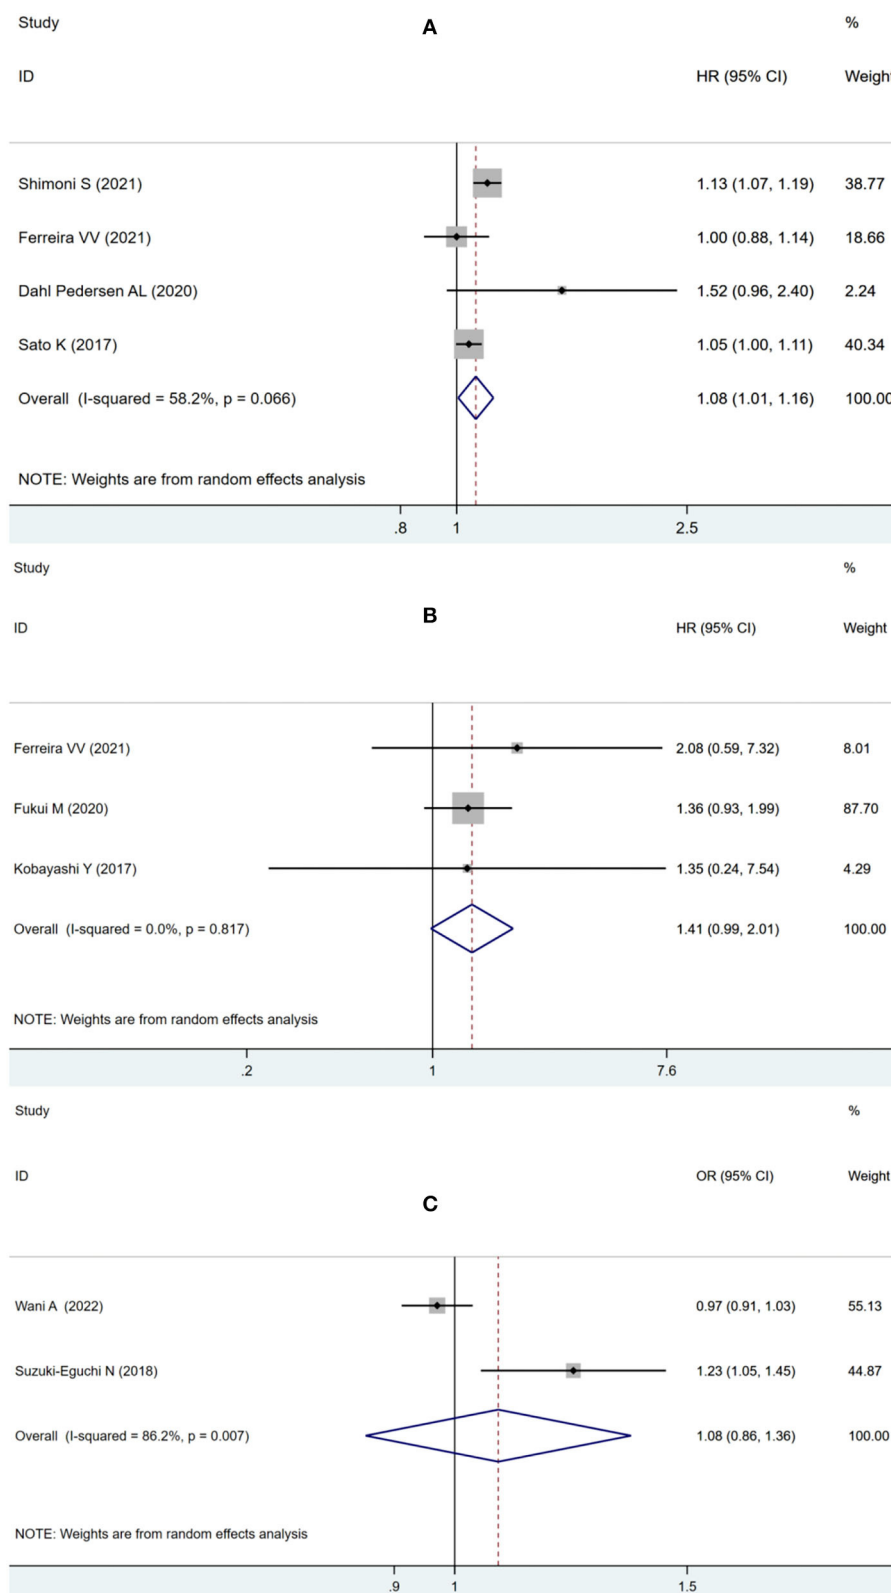 Study A %
ID HR (95% CI) Weight
Shimoni S (2021) 1.13 (1.07, 1.19) 38.77
Ferreira VV (2021) 1.00 (0.88, 1.14) 18.66
Dahl Pedersen AL (2020) 1.52 (0.96, 2.40) 2.24
Sato K (2017) 1.05 (1.00, 1.11) 40.34
Overall (I-squared = 58.2%, p = 0.066) 1.08 (1.01, 1.16) 100.00
NOTE: Weights are from random effects analysis
.8 1 2.5
Study %
B
ID HR (95% CI) Weight
Ferreira VV (2021) 2.08 (0.59, 7.32) 8.01
Fukui M (2020) 1.36 (0.93, 1.99) 87.70
Kobayashi Y (2017) 1.35 (0.24, 7.54) 4.29
Overall (I-squared = 0.0%, p = 0.817) 1.41 (0.99, 2.01) 100.00
NOTE: Weights are from random effects analysis
.2 1 7.6
Study %
ID OR (95% CI) Weight
C
Wani A (2022) 0.97 (0.91, 1.03) 55.13
Suzuki-Eguchi N (2018) 1.23 (1.05, 1.45) 44.87
Overall (I-squared = 86.2%, p = 0.007) 1.08 (0.86, 1.36) 100.00
NOTE: Weights are from random effects analysis
.9 1 1.5